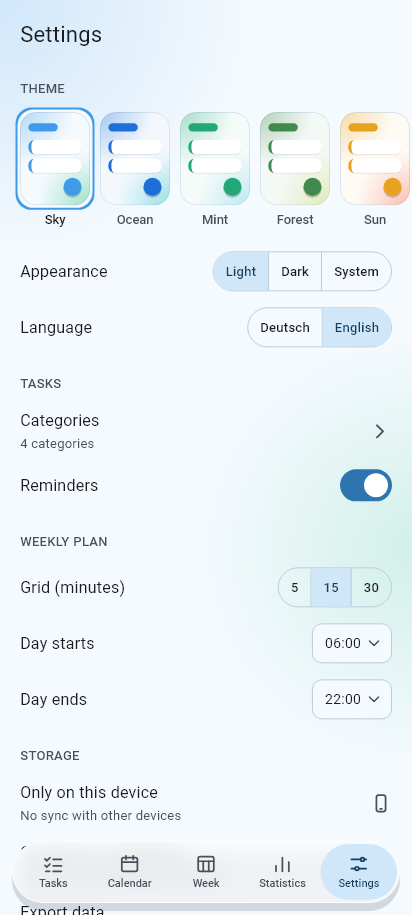 Settings
THEME
Sky
Ocean
Mint
Forest
Sun
Appearance
Light
Dark
System
Language
Deutsch
English
TASKS
Categories
4 categories
Reminders
WEEKLY PLAN
Grid (minutes)
5
15
30
Day starts
06:00
Day ends
22:00
STORAGE
Only on this device
No sync with other devices
Tasks
Calendar
Week
Statistics
Settings
Export data